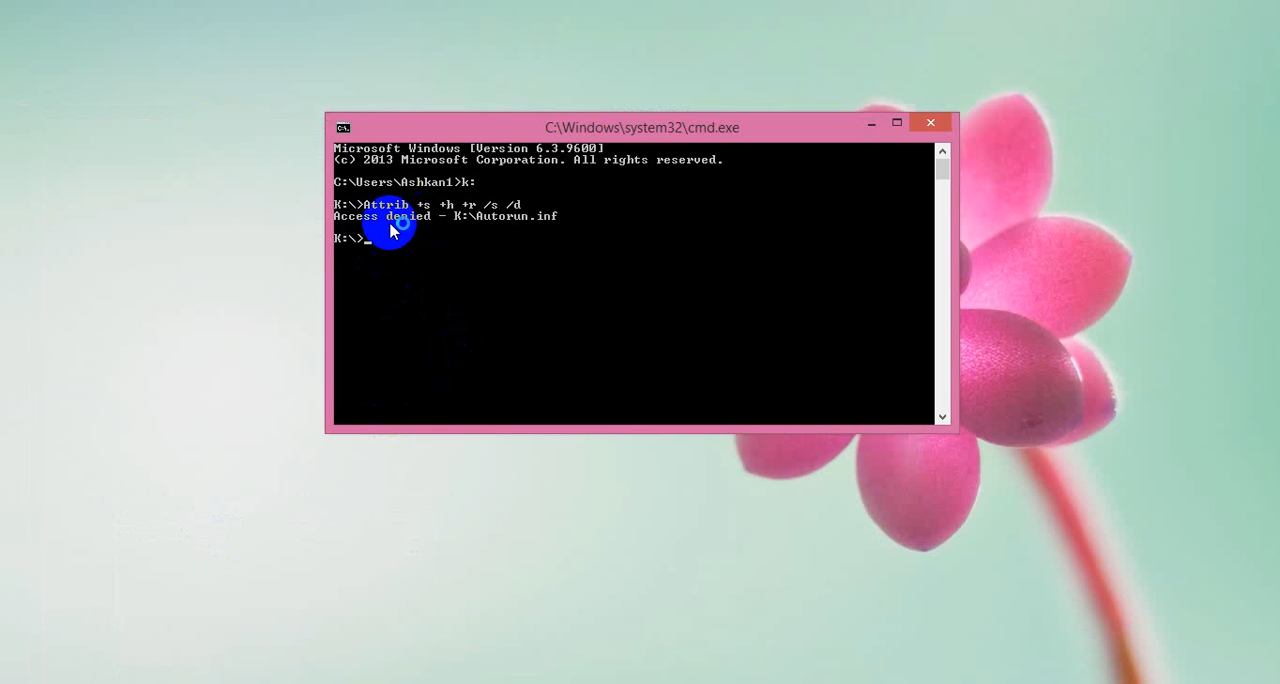 C:\Windows\system32\cmd.exe
Microsoft Windows [Version 6.3.9600]
(c) 2013 Microsoft Corporation. All rights reserved.
C:\Users\Ashkan1>k:
K:\>Attrib +s +h +r /s /d
Access denied - K:\Autorun.inf
K:\>_